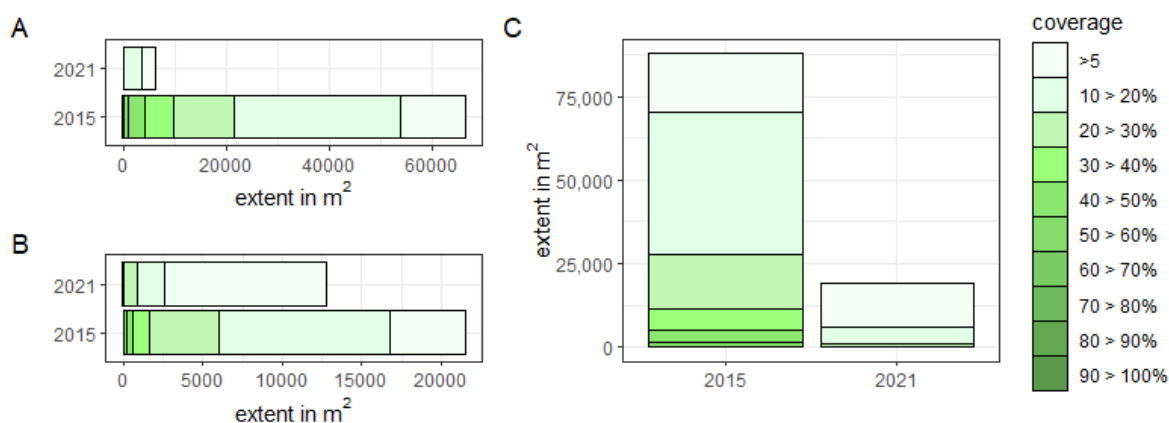 A
2021
2015
0 20000 40000 60000
extent in m²
B
2021
2015
0 5000 10000 15000 20000
extent in m²
C
extent in m²
75,000
50,000
25,000
0
2015 2021
coverage
>5
10 > 20%
20 > 30%
30 > 40%
40 > 50%
50 > 60%
60 > 70%
70 > 80%
80 > 90%
90 > 100%